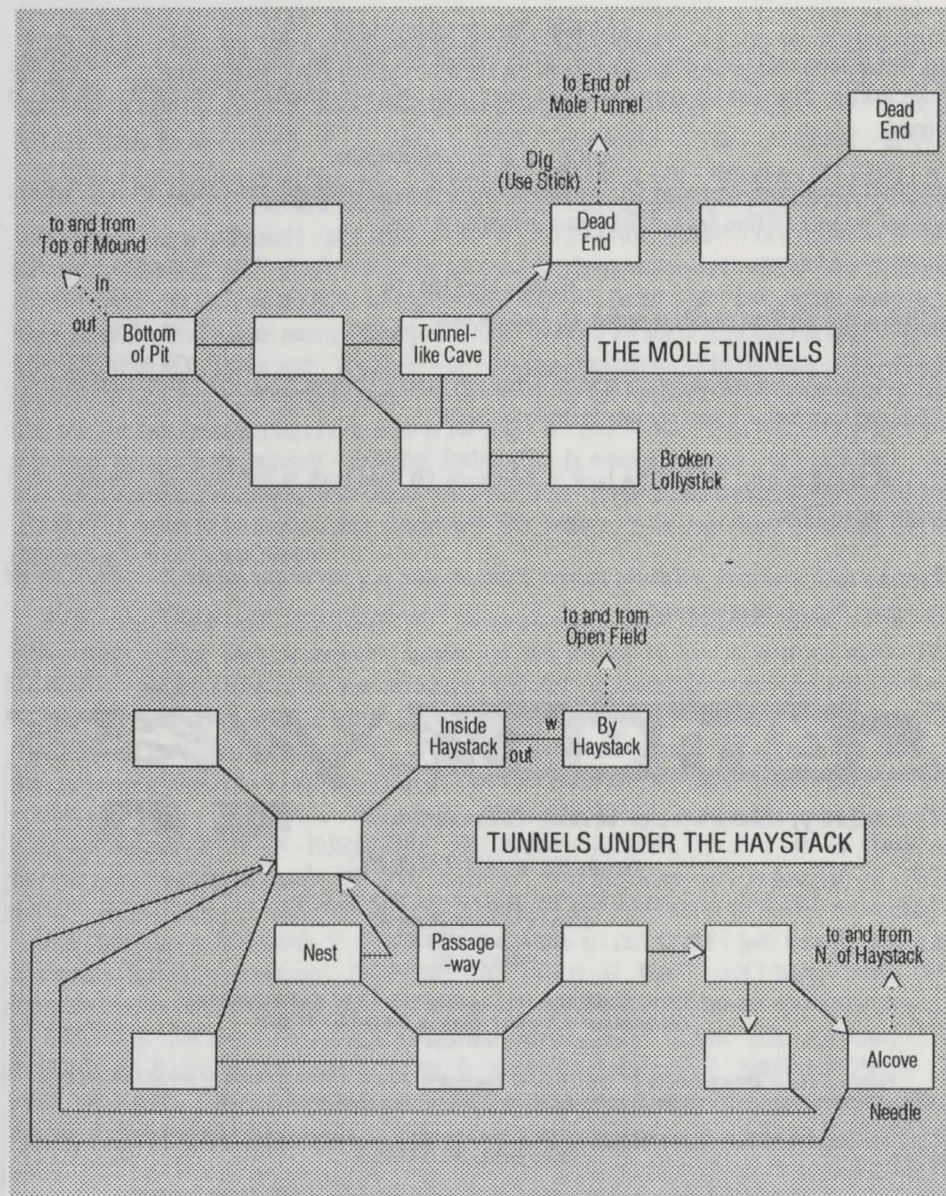 to End of
Mole Tunnel
Dead
End
Dig
(Use Stick)
to and from
Top of Mound
In
out
Dead
End
Bottom
of Pit
Tunnel-
like Cave
THE MOLE TUNNELS
Broken
Lollystick
to and from
Open Field
Inside
Haystack
w
out
By
Haystack
TUNNELS UNDER THE HAYSTACK
Nest
Passage
-way
to and from
N. of Haystack
Alcove
Needle